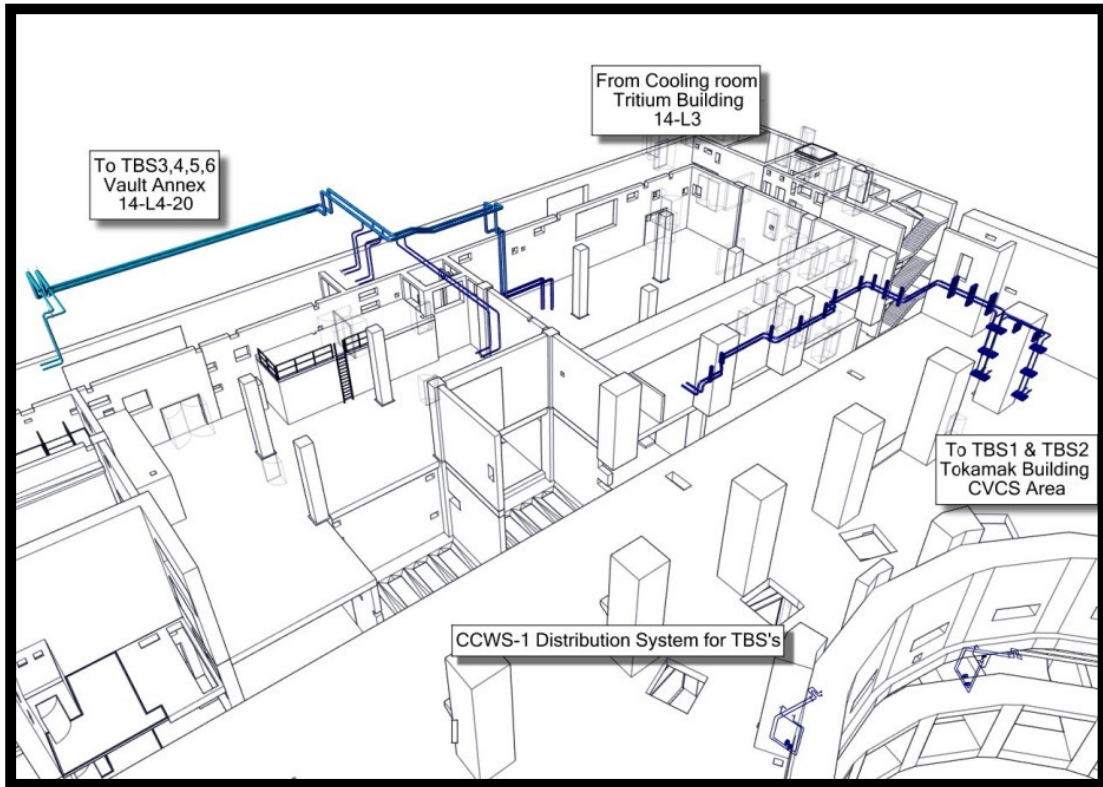 From Cooling room
Tritium Building
14-L3
To TBS3,4,5,6
Vault Annex
14-L4-20
To TBS1 & TBS2
Tokamak Building
CVCS Area
CCWS-1 Distribution System for TBS's